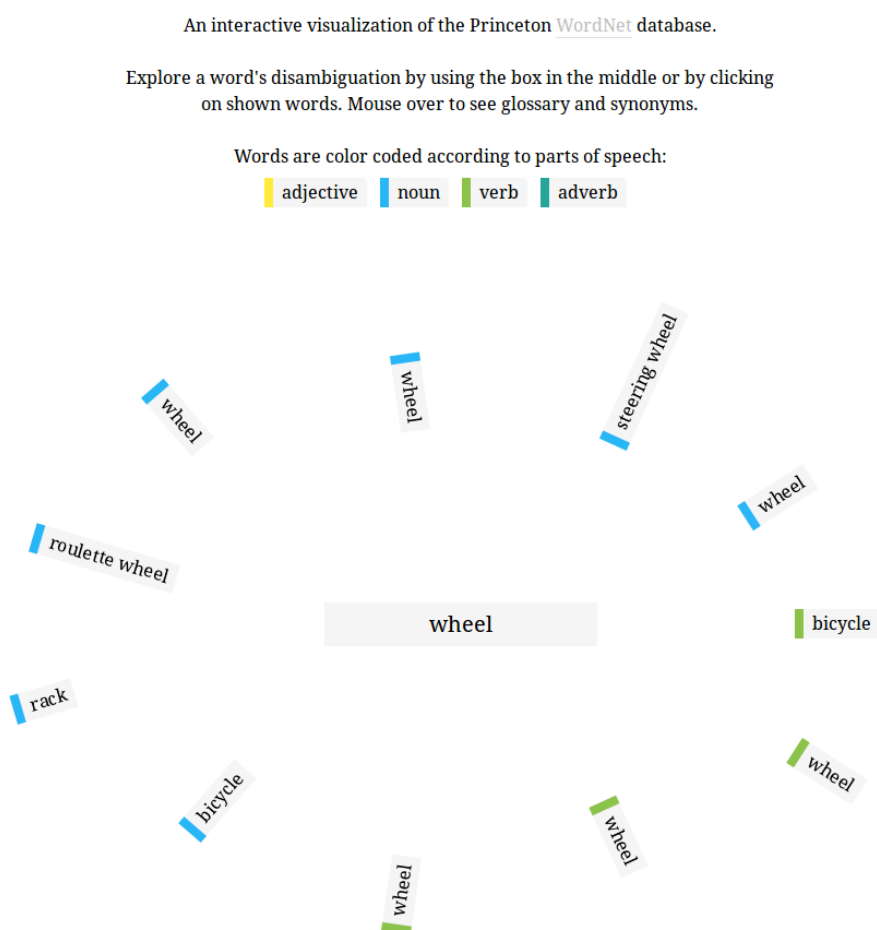 An interactive visualization of the Princeton WordNet database.
Explore a word's disambiguation by using the box in the middle or by clicking
on shown words. Mouse over to see glossary and synonyms.
Words are color coded according to parts of speech:
adjective noun verb adverb
steering wheel
wheel
wheel
wheel
roulette wheel
wheel
bicycle
rack
wheel
bicycle
wheel
wheel